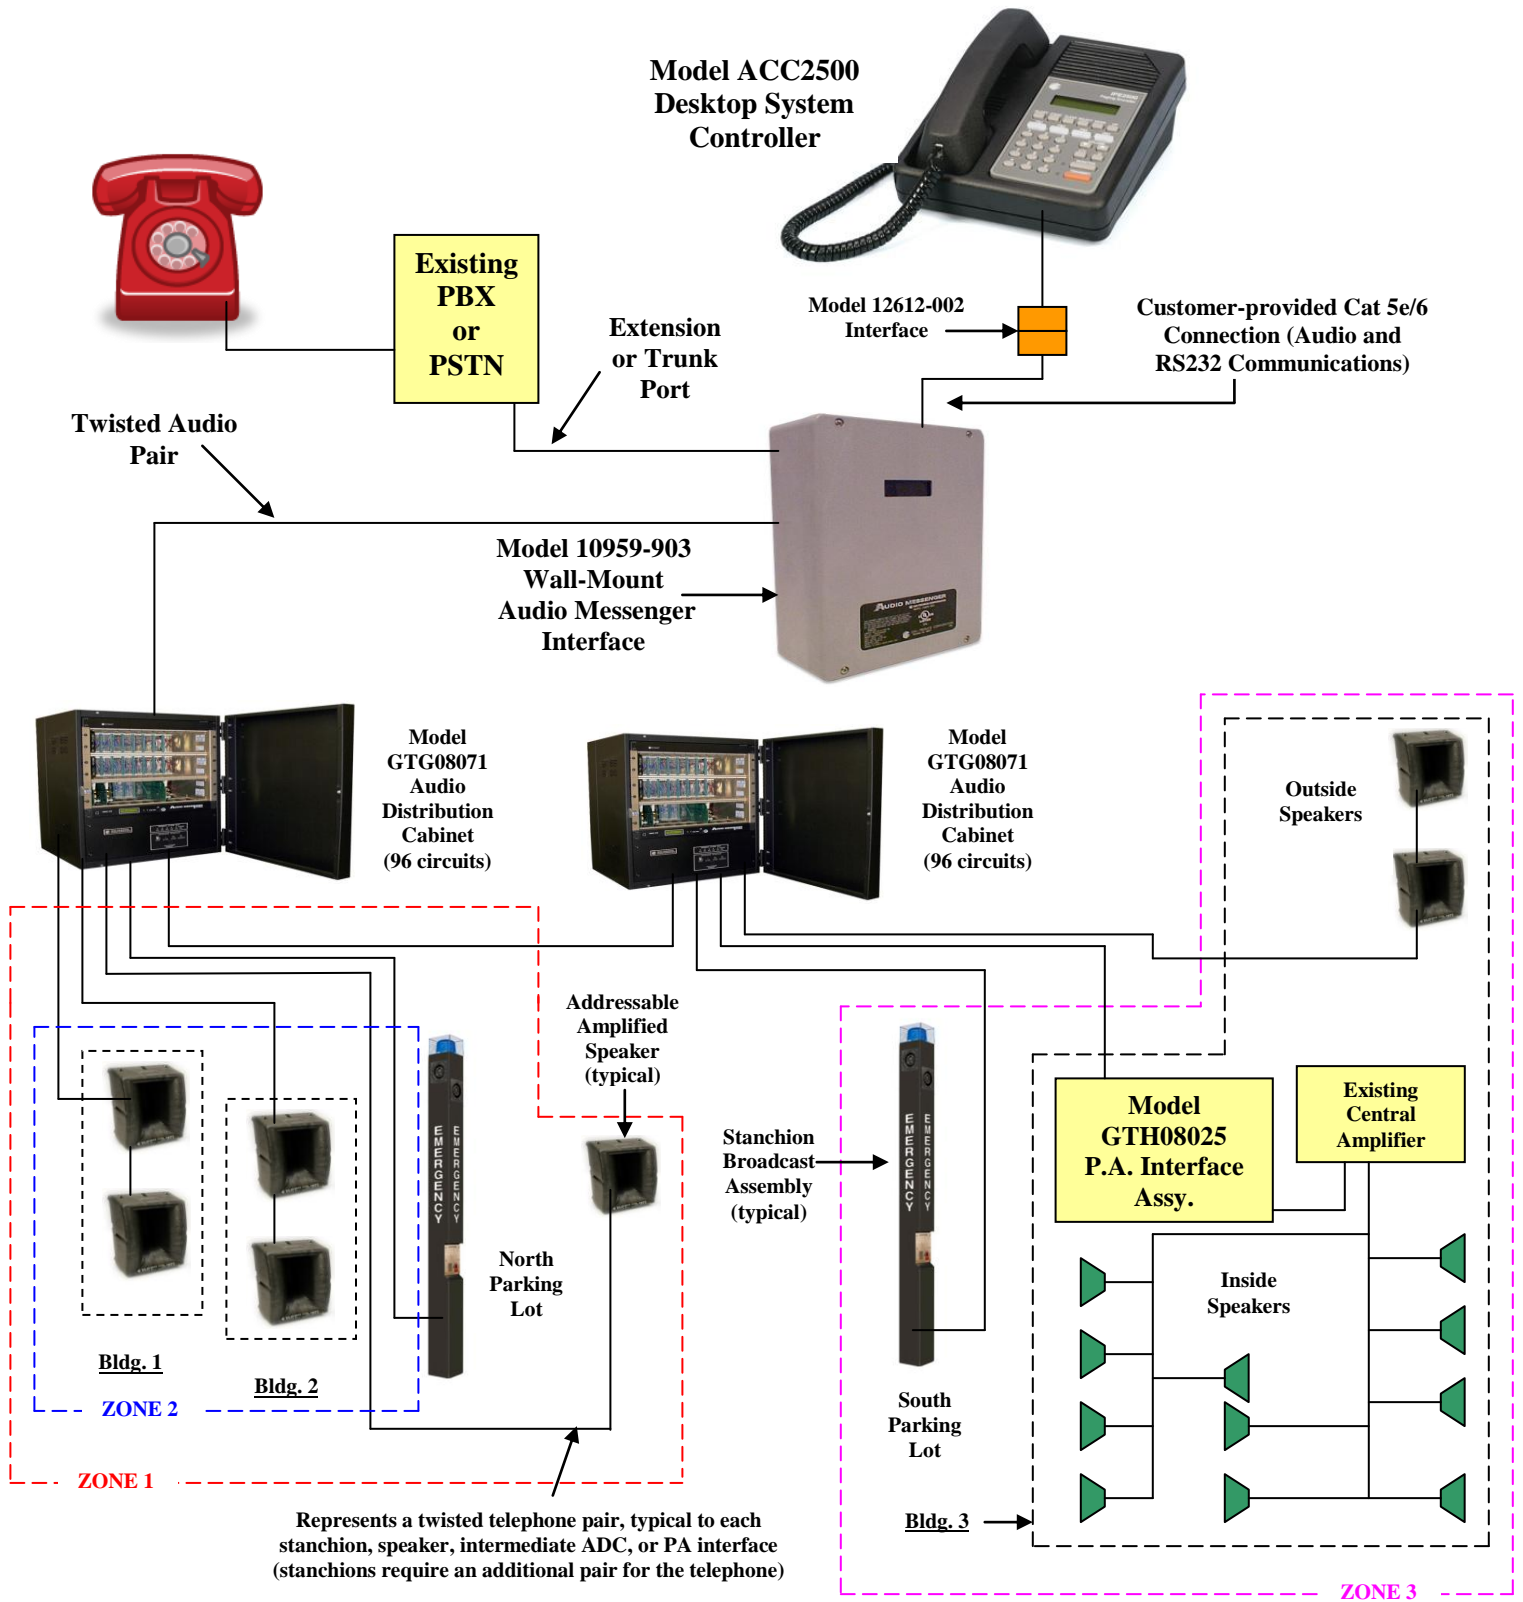 Model ACC2500
Desktop System
Controller
Existing
PBX
or
PSTN
Extension
or Trunk
Port
Model 12612-002
Interface
Customer-provided Cat 5e/6
Connection (Audio and
RS232 Communications)
Twisted Audio
Pair
Model 10959-903
Wall-Mount
Audio Messenger
Interface
AUDIO MESSENGER
Model
GTG08071
Audio
Distribution
Cabinet
(96 circuits)
Model
GTG08071
Audio
Distribution
Cabinet
(96 circuits)
Outside
Speakers
Addressable
Amplified
Speaker
(typical)
Stanchion
Broadcast
Assembly
(typical)
EMERGENCY
EMERGENCY
EMERGENCY
EMERGENCY
Model
GTH08025
P.A. Interface
Assy.
Existing
Central
Amplifier
North
Parking
Lot
Inside
Speakers
Bldg. 1
Bldg. 2
ZONE 2
South
Parking
Lot
ZONE 1
Represents a twisted telephone pair, typical to each
stanchion, speaker, intermediate ADC, or PA interface
(stanchions require an additional pair for the telephone)
Bldg. 3
ZONE 3